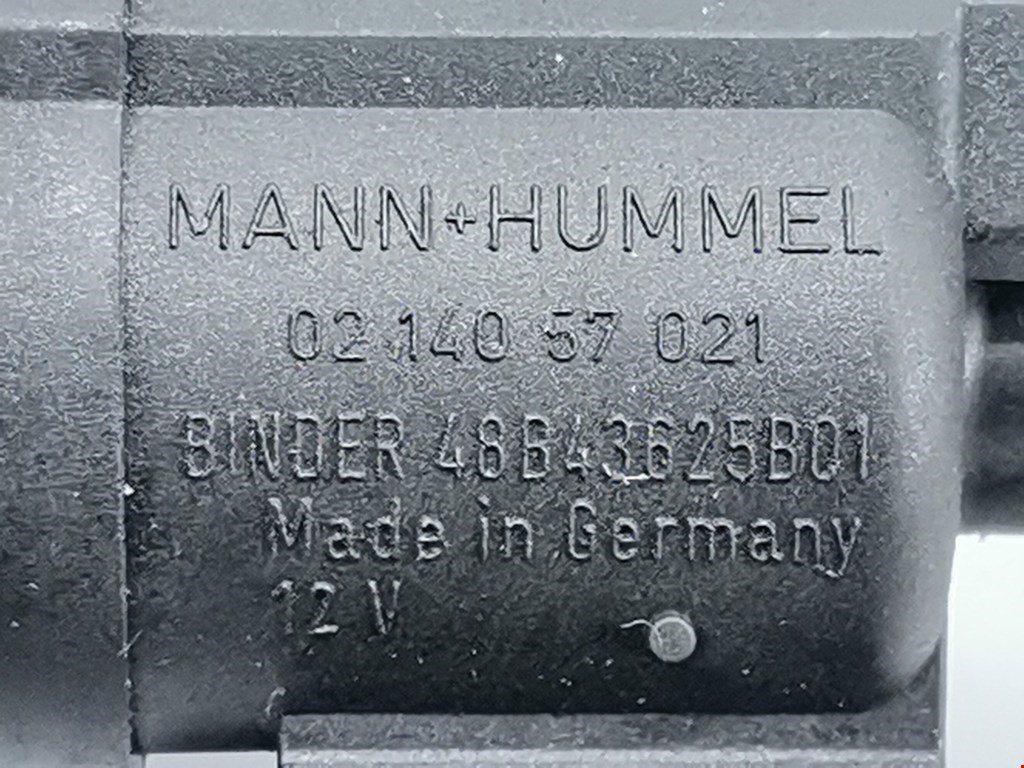 MANN+HUMMEL
02 140 57 021
BINDER 48B43625B01
Made in Germany
12 V